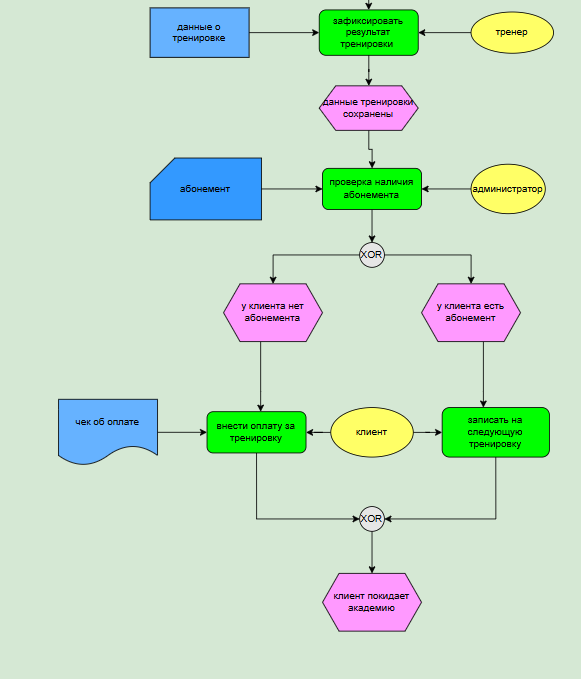 данные о
тренировке
зафиксировать
результат
тренировки
тренер
данные тренировки
сохранены
абонемент
проверка наличия
абонемента
администратор
XOR
у клиента нет
абонемента
у клиента есть
абонемент
чек об оплате
внести оплату за
тренировку
клиент
записать на
следующую
тренировку
XOR
клиент покидает
академию